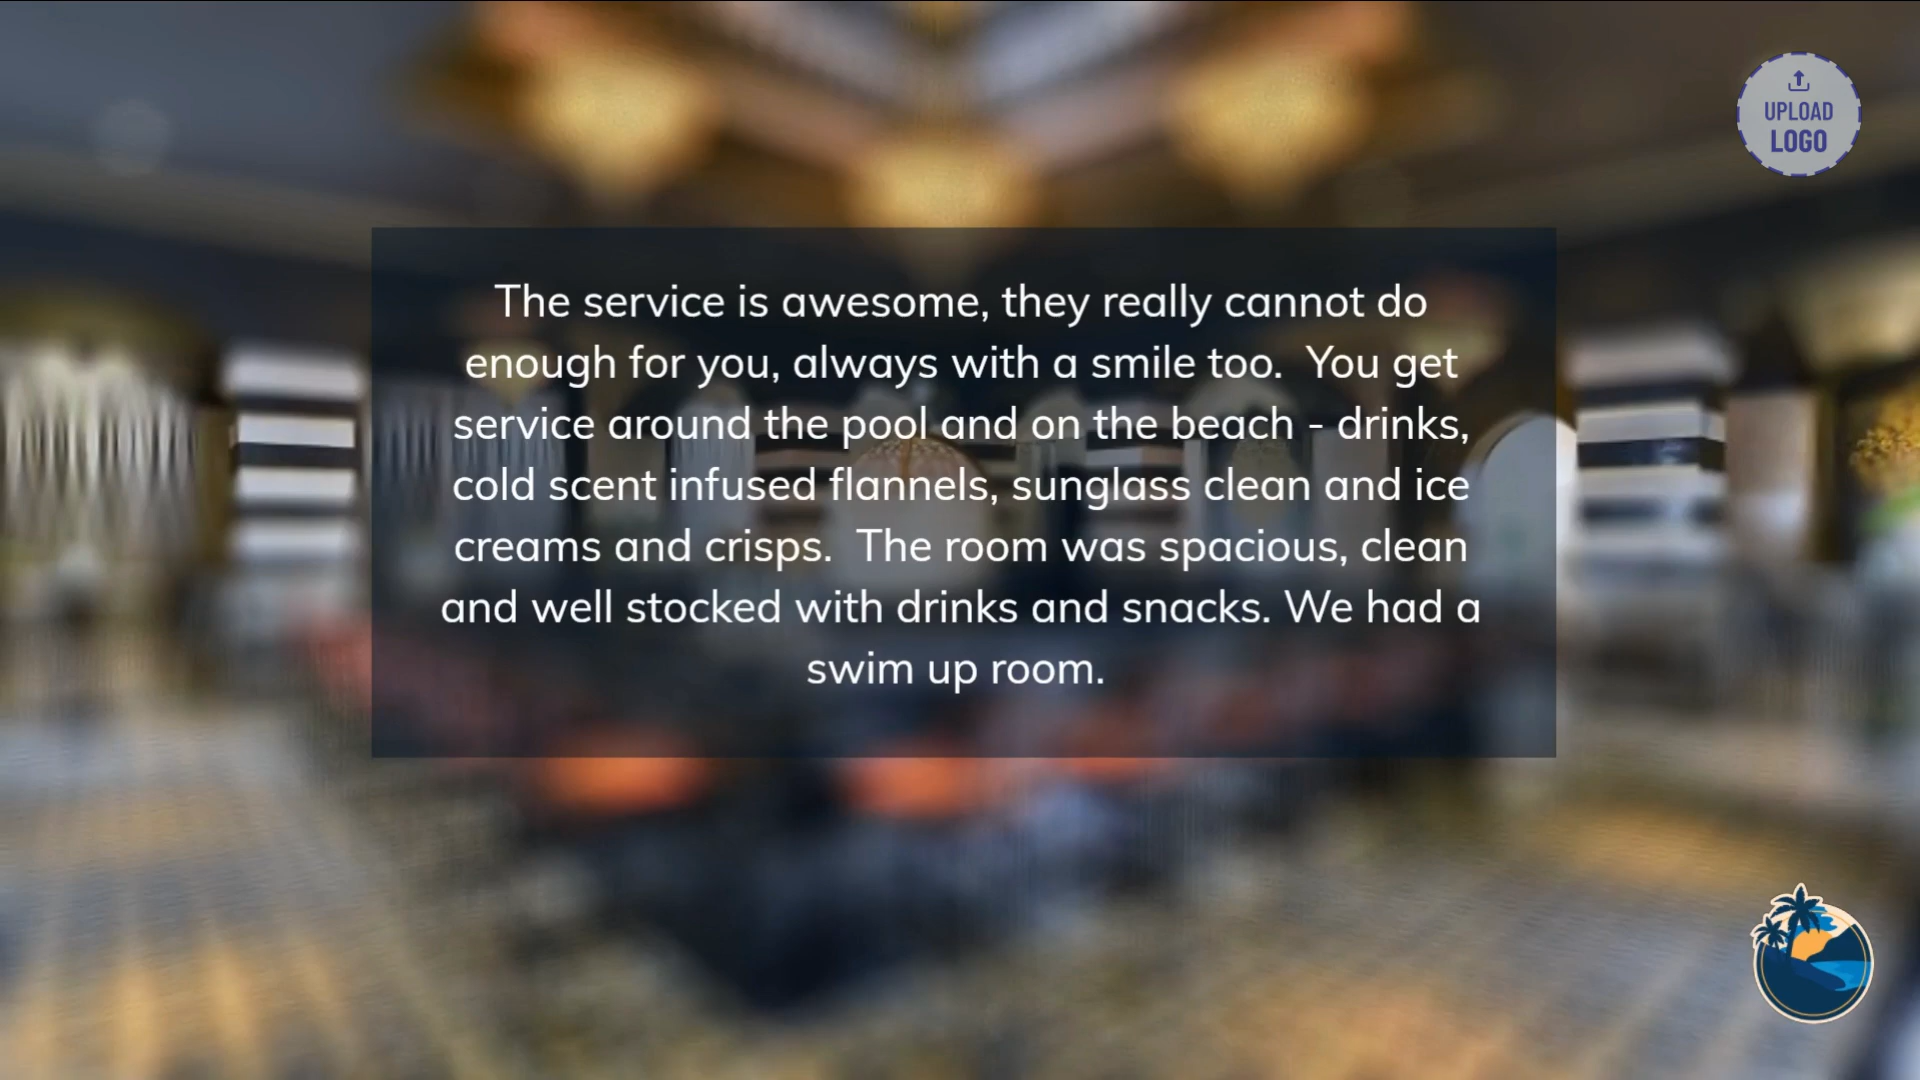 UPLOAD
LOGO
The service is awesome, they really cannot do
enough for you, always with a smile too.  You get
service around the pool and on the beach - drinks,
cold scent infused flannels, sunglass clean and ice
creams and crisps.  The room was spacious, clean
and well stocked with drinks and snacks. We had a
swim up room.